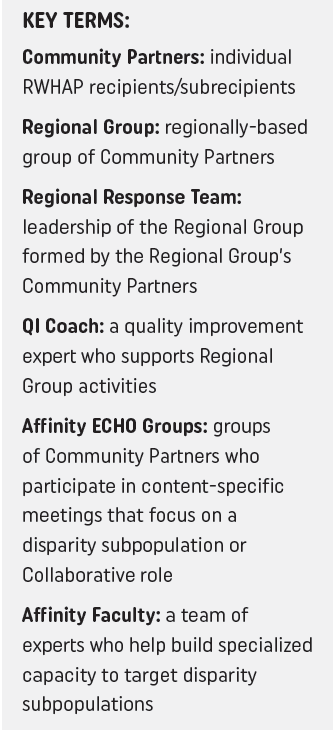 KEY TERMS:
Community Partners: individual
RWHAP recipients/subrecipients
Regional Group: regionally-based
group of Community Partners
Regional Response Team:
leadership of the Regional Group
formed by the Regional Group's
Community Partners
QI Coach: a quality improvement
expert who supports Regional
Group activities
Affinity ECHO Groups: groups
of Community Partners who
participate in content-specific
meetings that focus on a
disparity subpopulation or
Collaborative role
Affinity Faculty: a team of
experts who help build specialized
capacity to target disparity
subpopulations